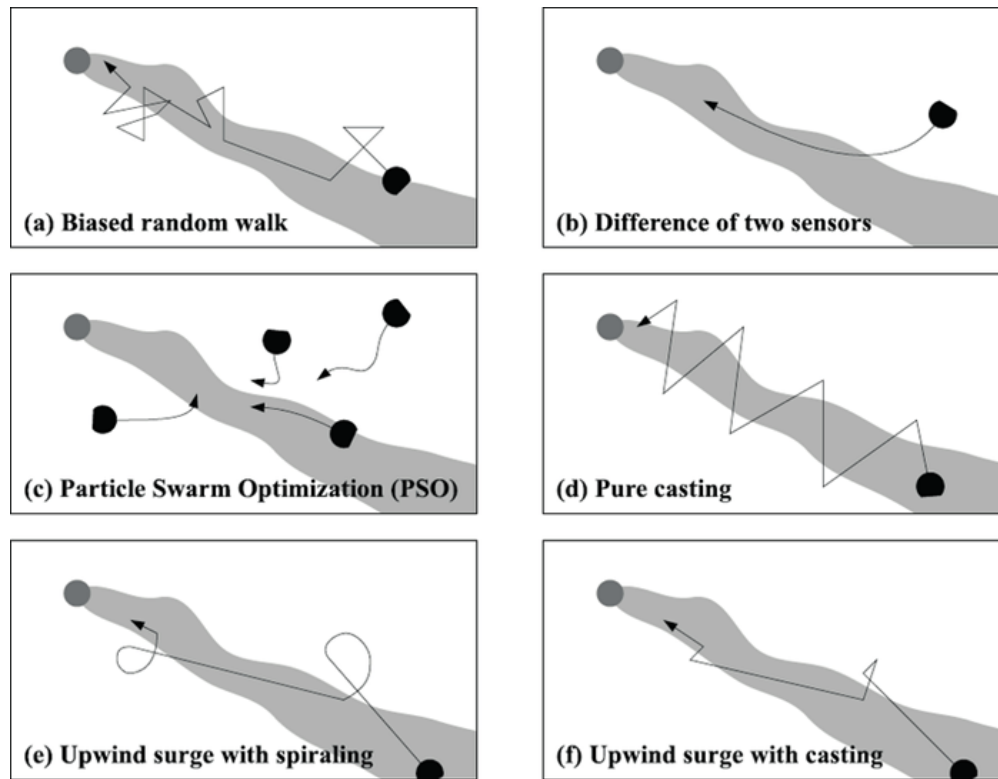 (a) Biased random walk
(b) Difference of two sensors
(c) Particle Swarm Optimization (PSO)
(d) Pure casting
(e) Upwind surge with spiraling
(f) Upwind surge with casting